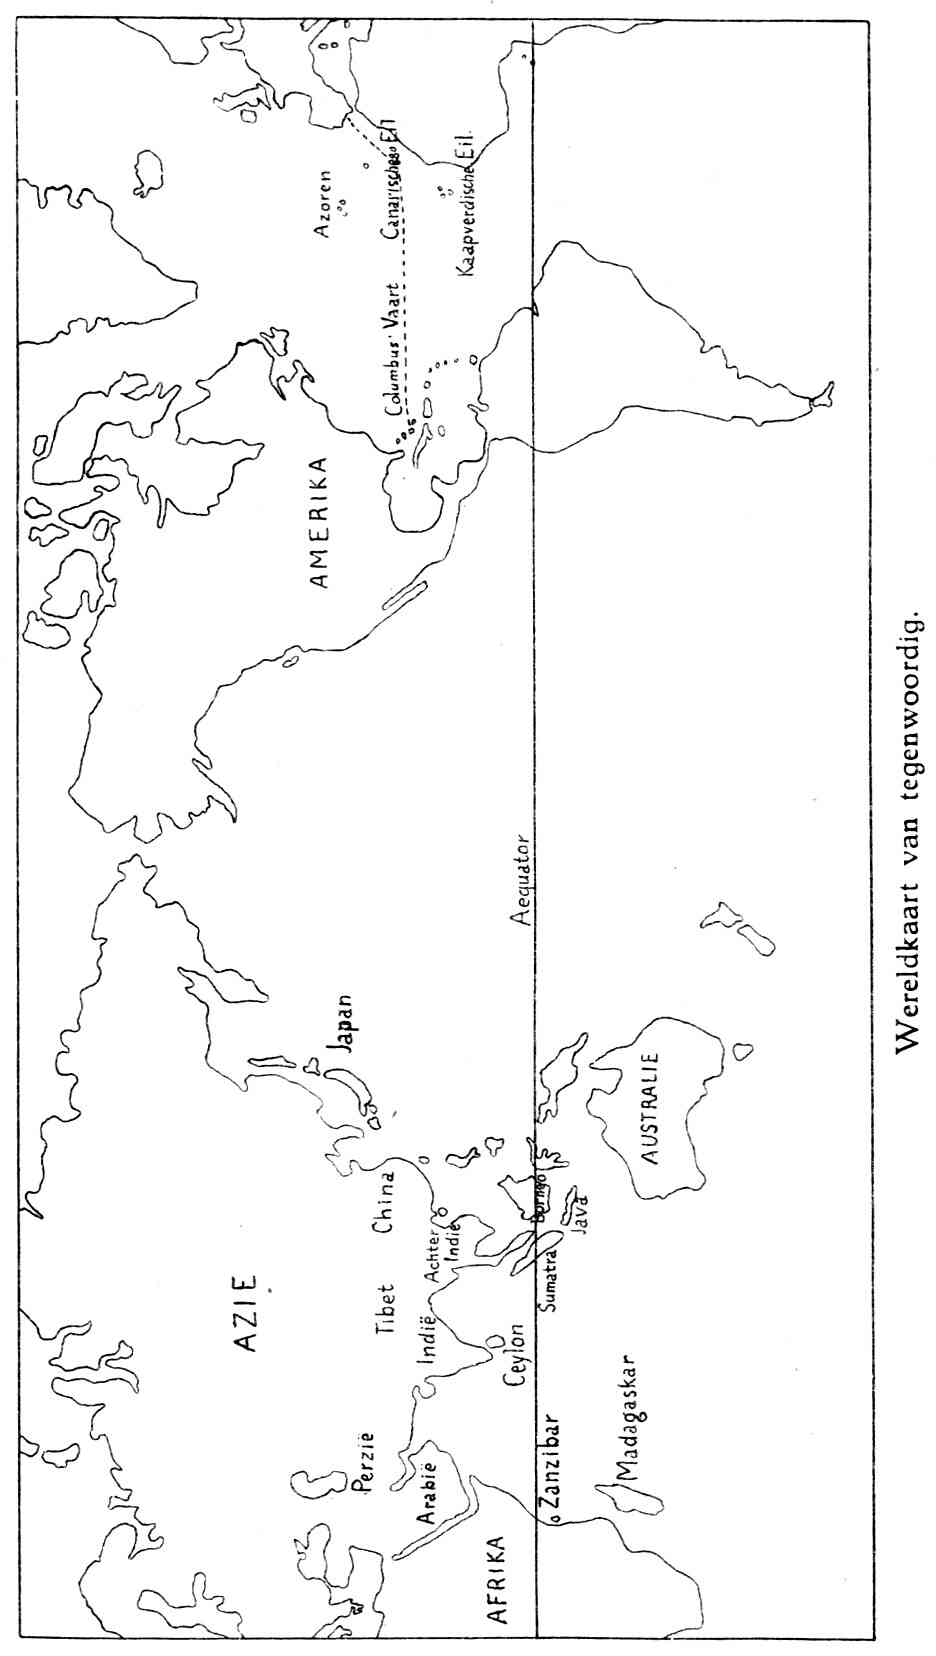 AZIE
AMERIKA
AFRIKA
AUSTRALIE
Azoren
Canarische Eil
Columbus' Vaart
Kaapverdische Eil.
Japan
China
Tibet
Perzië
Arabië
Indië
Achter
Indië
Ceylon
Aequator
Borneo
Java
Sumatra
Zanzibar
Madagaskar
Wereldkaart van tegenwoordig.